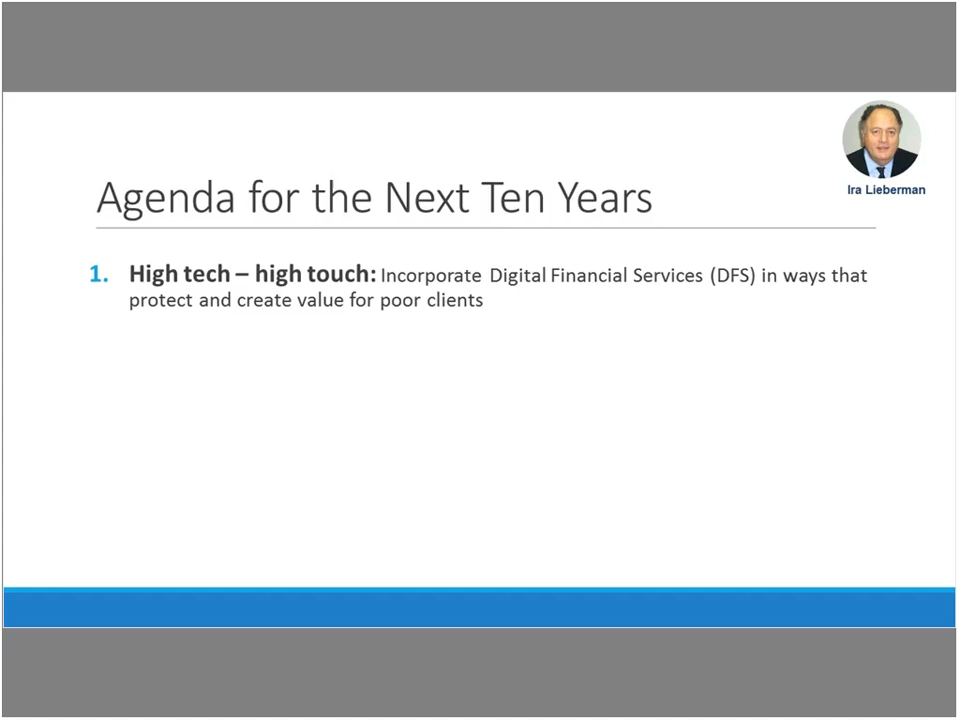 Ira Lieberman
Agenda for the Next Ten Years
1. High tech – high touch: Incorporate Digital Financial Services (DFS) in ways that
protect and create value for poor clients